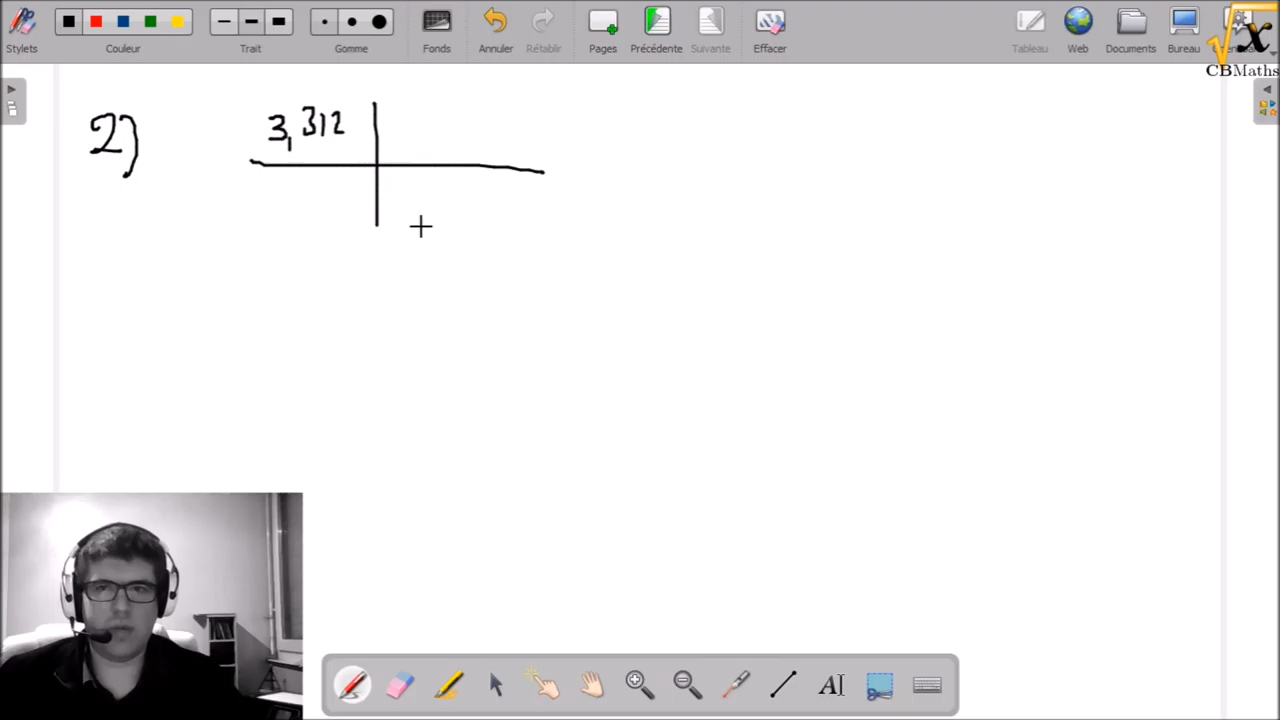 Stylets Couleur Trait Gomme Fonds Annuler Rétablir Pages Précédente Suivante Effacer Tableau Web Documents Bureau
√x
CBMaths
2) 3,312
AI